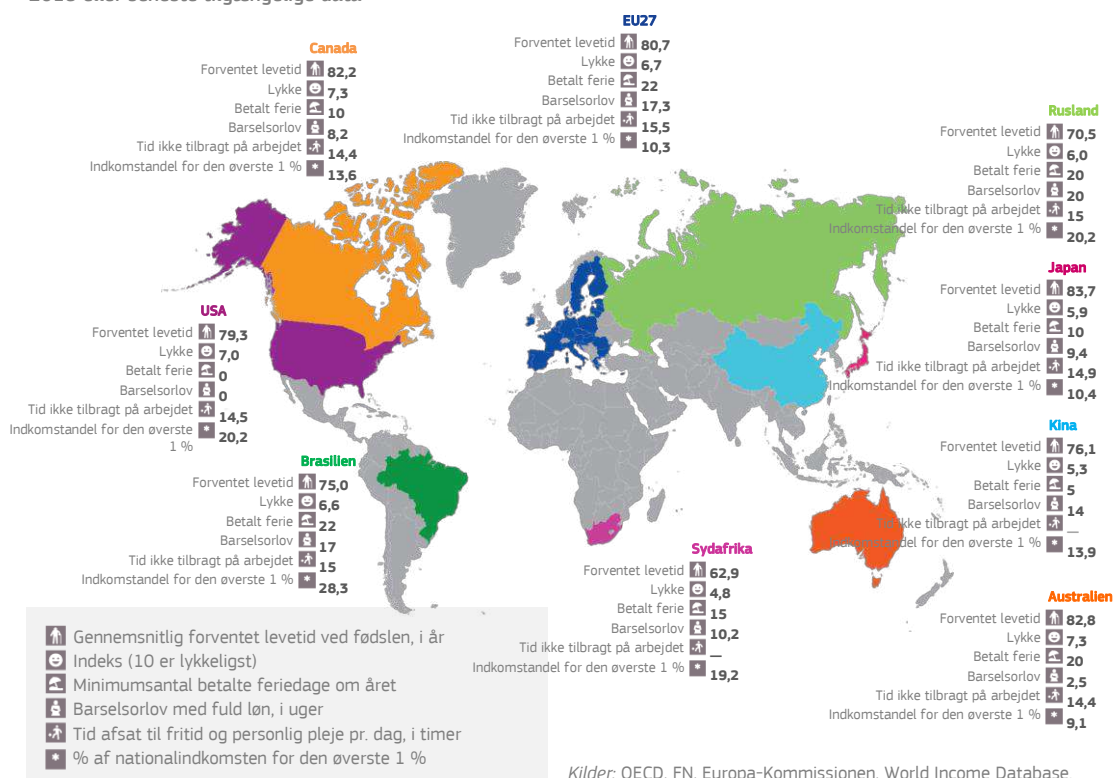 EU27
Forventet levetid 80,7
Lykke 6,7
Betalt ferie 22
Barselsorlov 17,3
Tid ikke tilbragt på arbejdet 15,5
Indkomstandel for den øverste 1 % 10,3
Canada
Forventet levetid 82,2
Lykke 7,3
Betalt ferie 10
Barselsorlov 8,2
Tid ikke tilbragt på arbejdet 14,4
Indkomstandel for den øverste 1 % 13,6
Rusland
Forventet levetid 70,5
Lykke 6,0
Betalt ferie 20
Barselsorlov 20
Tid ikke tilbragt på arbejdet 15
Indkomstandel for den øverste 1 % 20,2
Japan
Forventet levetid 83,7
Lykke 5,9
Betalt ferie 10
Barselsorlov 9,4
Tid ikke tilbragt på arbejdet 14,9
Indkomstandel for den øverste 1 % 10,4
USA
Forventet levetid 79,3
Lykke 7,0
Betalt ferie 0
Barselsorlov 0
Tid ikke tilbragt på arbejdet 14,5
Indkomstandel for den øverste 20,2
1 %
Kina
Forventet levetid 76,1
Lykke 5,3
Betalt ferie 5
Barselsorlov 14
Tid ikke tilbragt på arbejdet —
Indkomstandel for den øverste 1 % 13,9
Brasilien
Forventet levetid 75,0
Lykke 6,6
Betalt ferie 22
Barselsorlov 17
Tid ikke tilbragt på arbejdet 15
Indkomstandel for den øverste 1 % 28,3
Sydafrika
Forventet levetid 62,9
Lykke 4,8
Betalt ferie 15
Barselsorlov 10,2
Tid ikke tilbragt på arbejdet —
Indkomstandel for den øverste 1 % 19,2
Australien
Forventet levetid 82,8
Lykke 7,3
Betalt ferie 20
Barselsorlov 2,5
Tid ikke tilbragt på arbejdet 14,4
Indkomstandel for den øverste 1 % 9,1
Gennemsnitlig forventet levetid ved fødslen, i år
Indeks (10 er lykkeligst)
Minimumsantal betalte feriedage om året
Barselsorlov med fuld løn, i uger
Tid afsat til fritid og personlig pleje pr. dag, i timer
% af nationalindkomsten for den øverste 1 %
Kilder: OECD, FN, Europa-Kommissionen, World Income Database